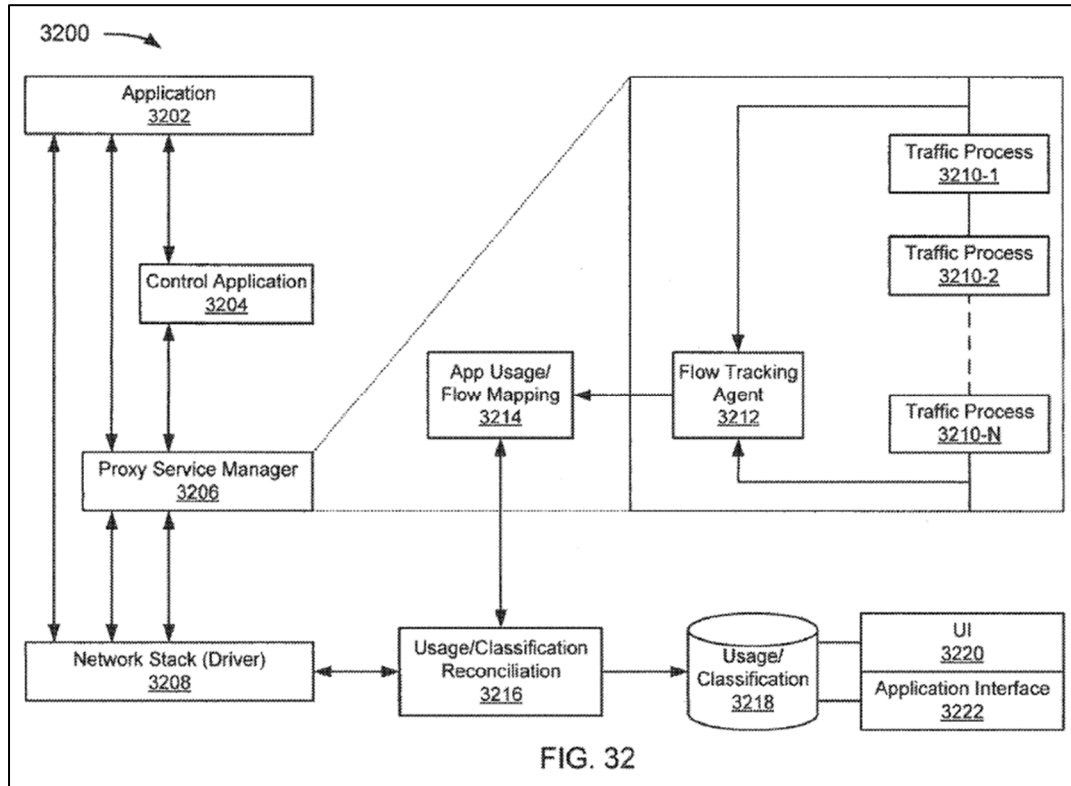 3200
Application
3202
Traffic Process
3210-1
Traffic Process
3210-2
Control Application
3204
App Usage/
Flow Mapping
3214
Flow Tracking
Agent
3212
Traffic Process
3210-N
Proxy Service Manager
3206
Network Stack (Driver)
3208
Usage/Classification
Reconciliation
3216
Usage/
Classification
3218
UI
3220
Application Interface
3222
FIG. 32